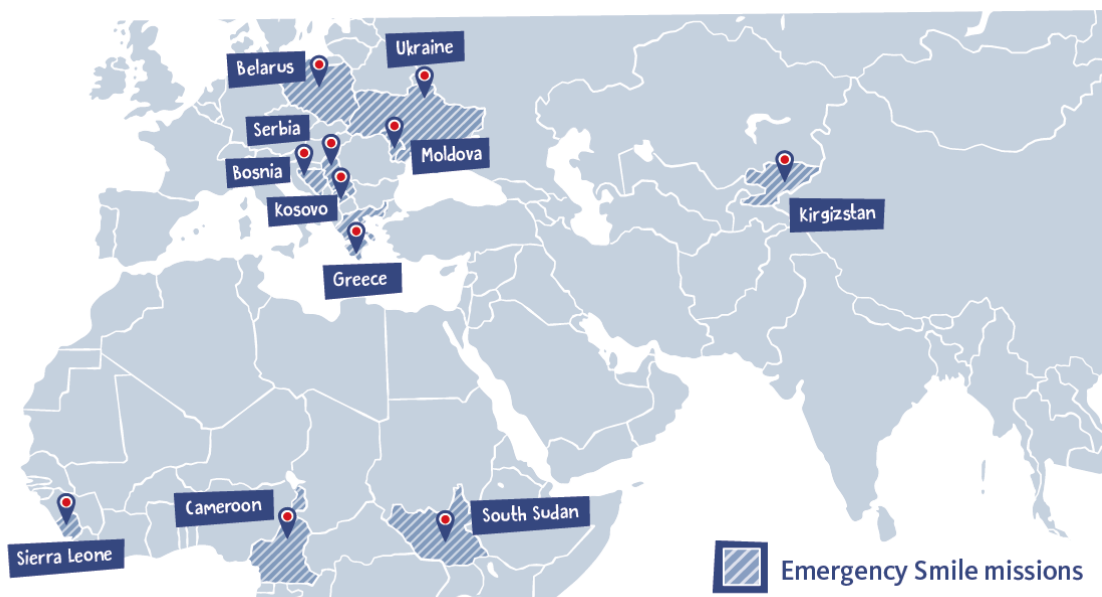 Ukraine
Belarus
Serbia
Moldova
Bosnia
Kosovo
Kirgizstan
Greece
Cameroon
South Sudan
Sierra Leone
Emergency Smile missions